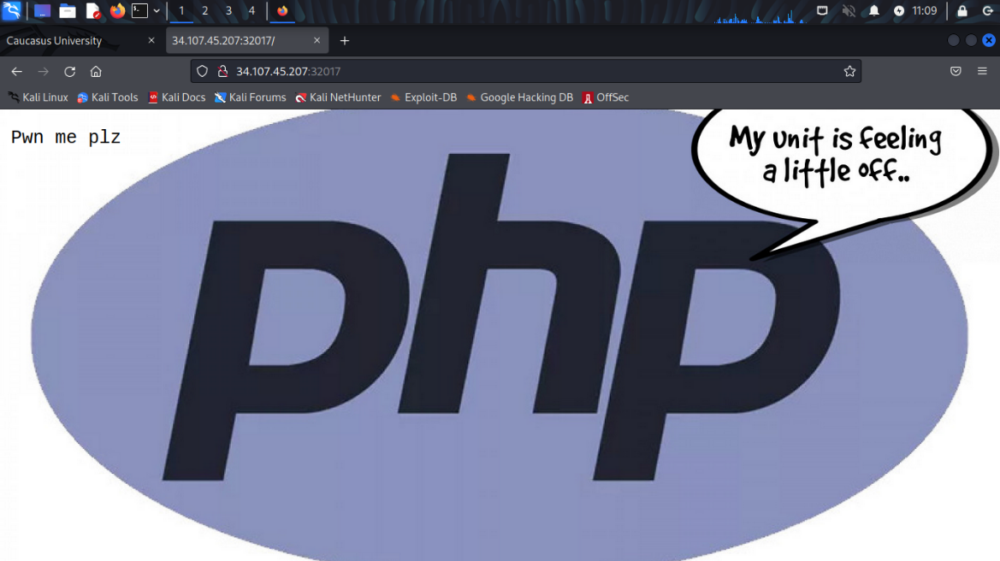 1 2 3 4 11:09
Caucasus University × 34.107.45.207:32017/ × +
34.107.45.207:32017
Kali Linux Kali Tools Kali Docs Kali Forums Kali NetHunter Exploit-DB Google Hacking DB OffSec
Pwn me plz
My unit is feeling
a little off..
php